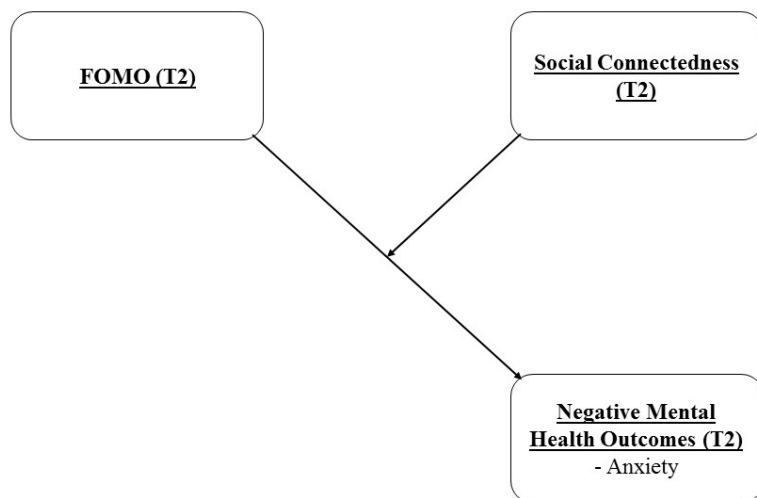 FOMO (T2)
Social Connectedness
(T2)
Negative Mental
Health Outcomes (T2)
- Anxiety